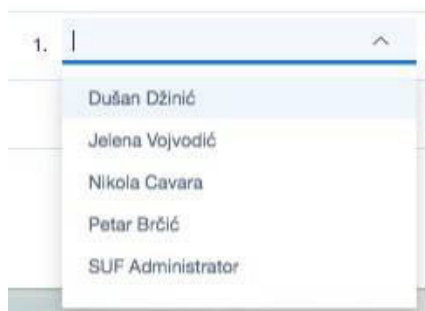 1.
Dušan Džinić
Jelena Vojvodić
Nikola Cavara
Petar Brčić
SUF Administrator